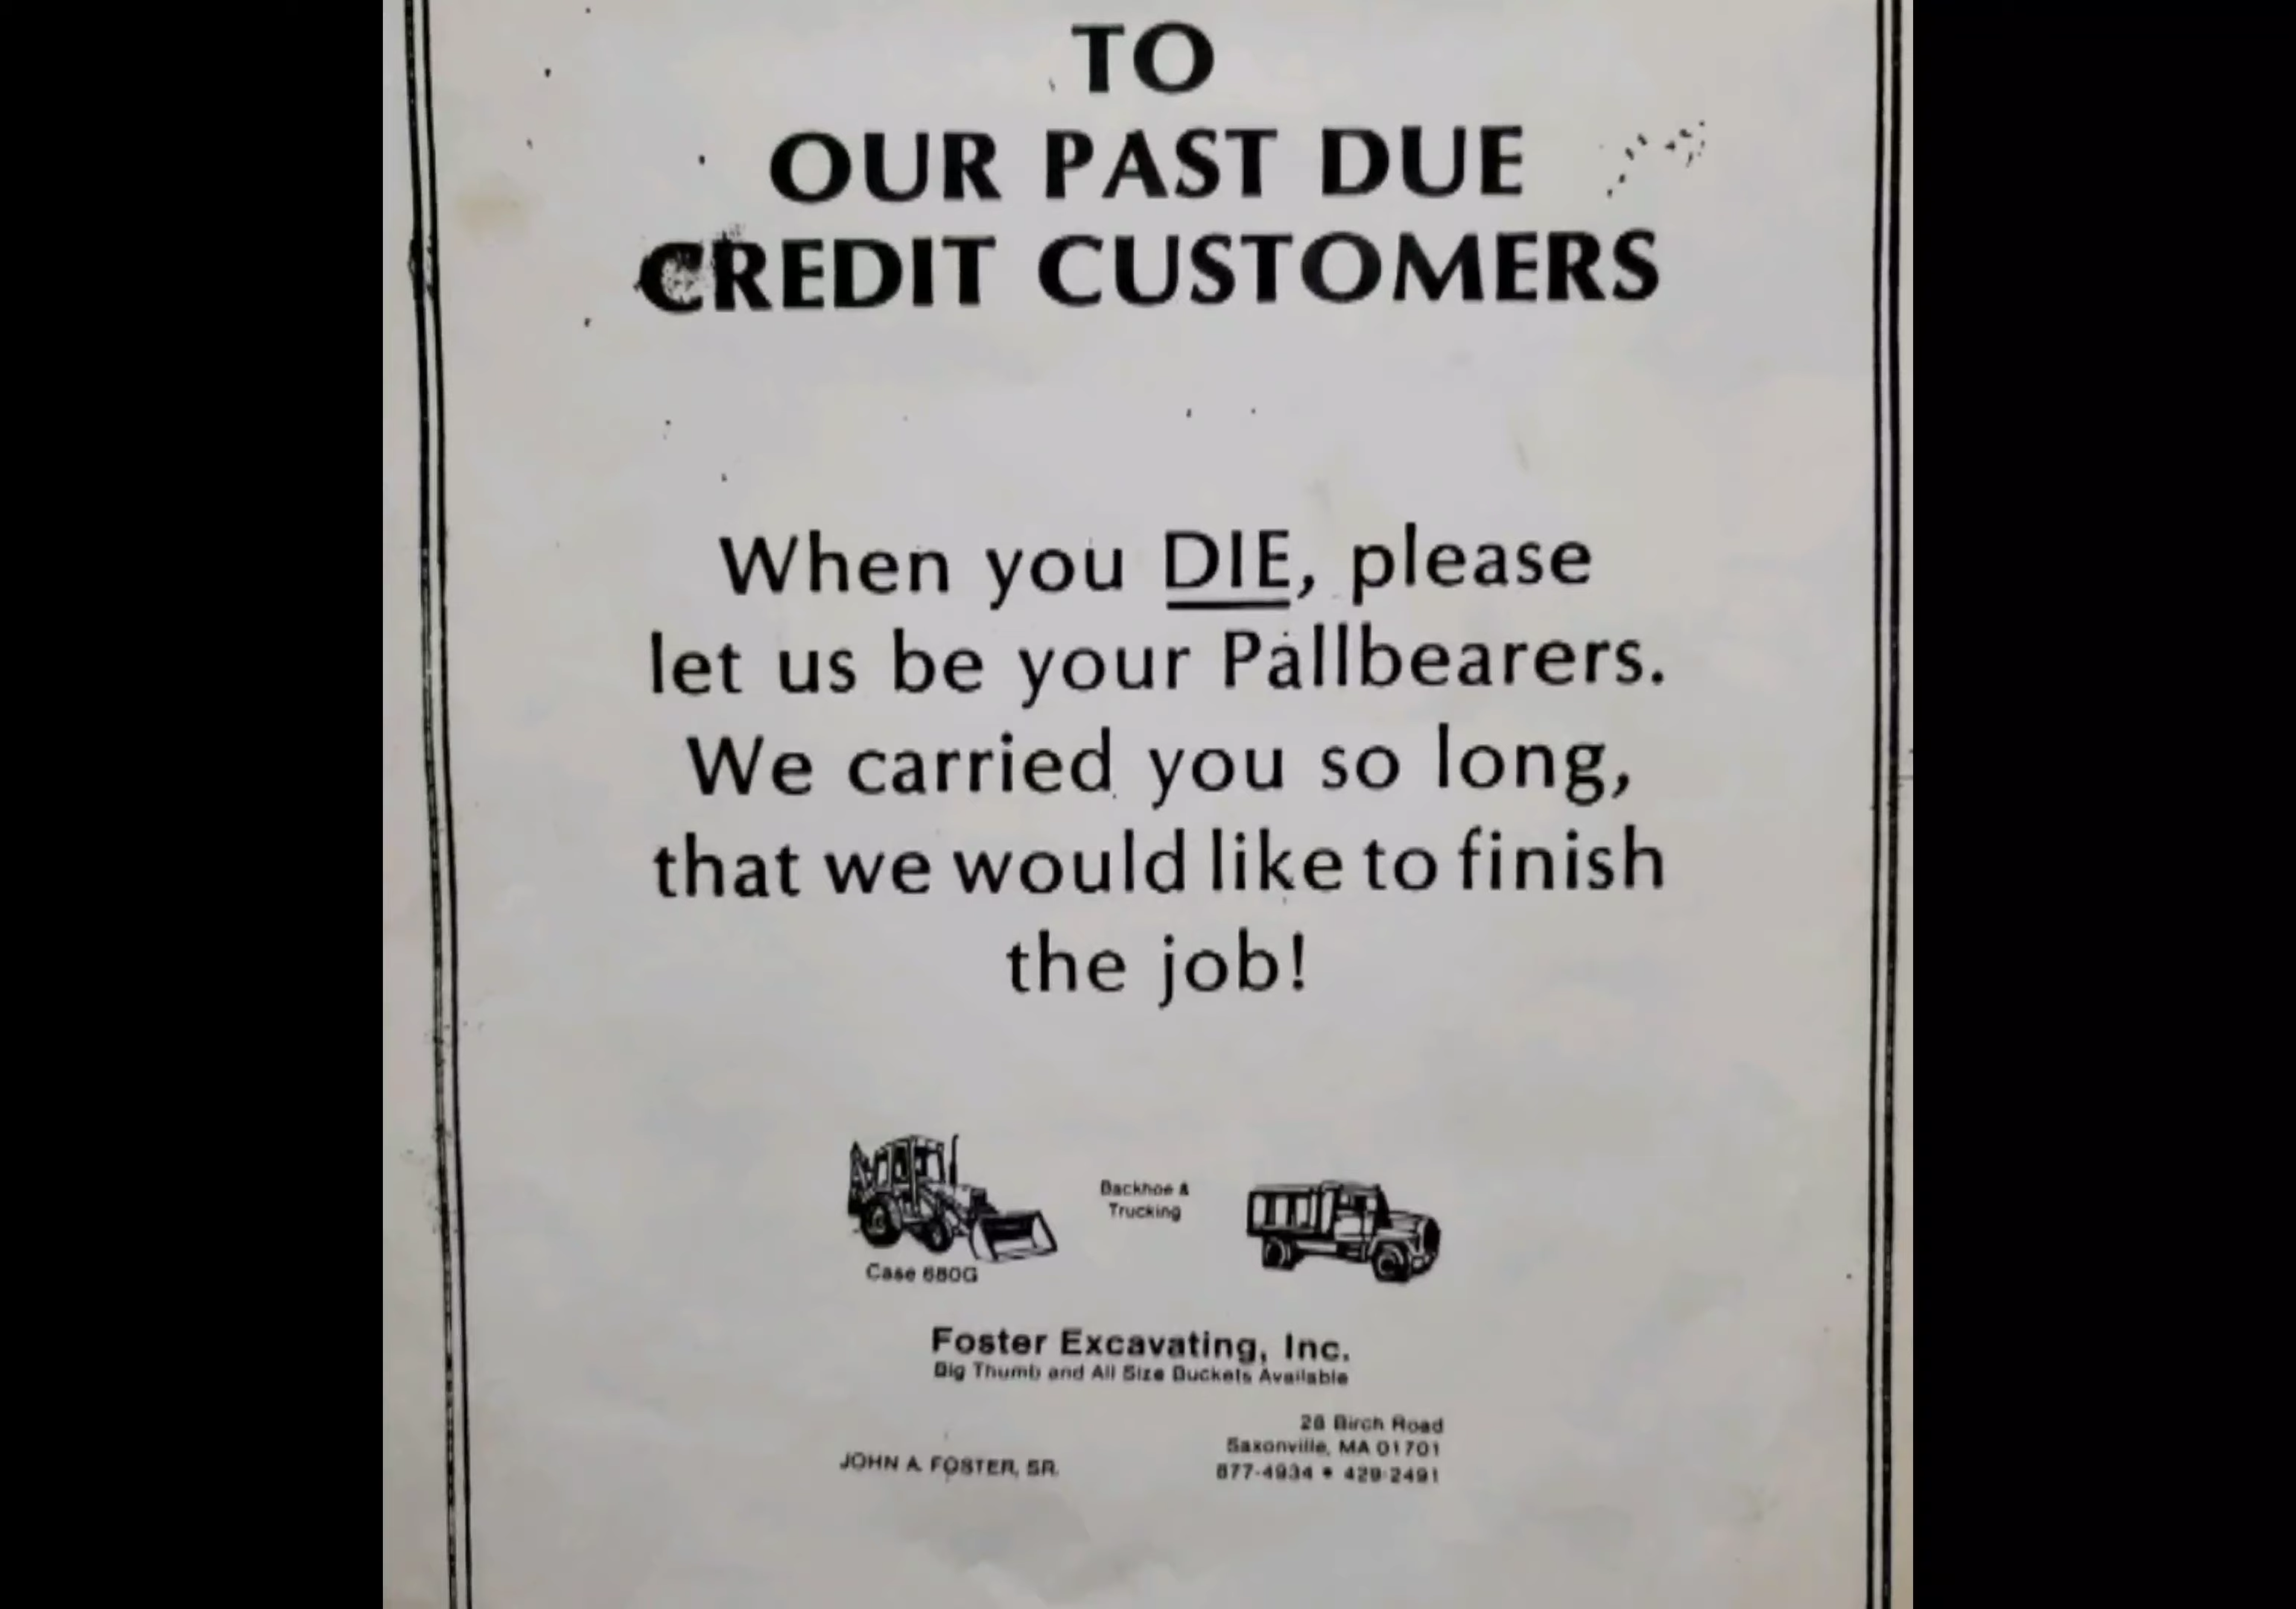 TO
OUR PAST DUE
CREDIT CUSTOMERS
When you DIE, please
let us be your Pallbearers.
We carried you so long,
that we would like to finish
the job!
Backhoe &
Trucking
Case 680G
Foster Excavating, Inc.
Big Thumb and All Size Buckets Available
28 Birch Road
Saxonville, MA 01701
JOHN A. FOSTER, SR.
877-4934 • 429-2491